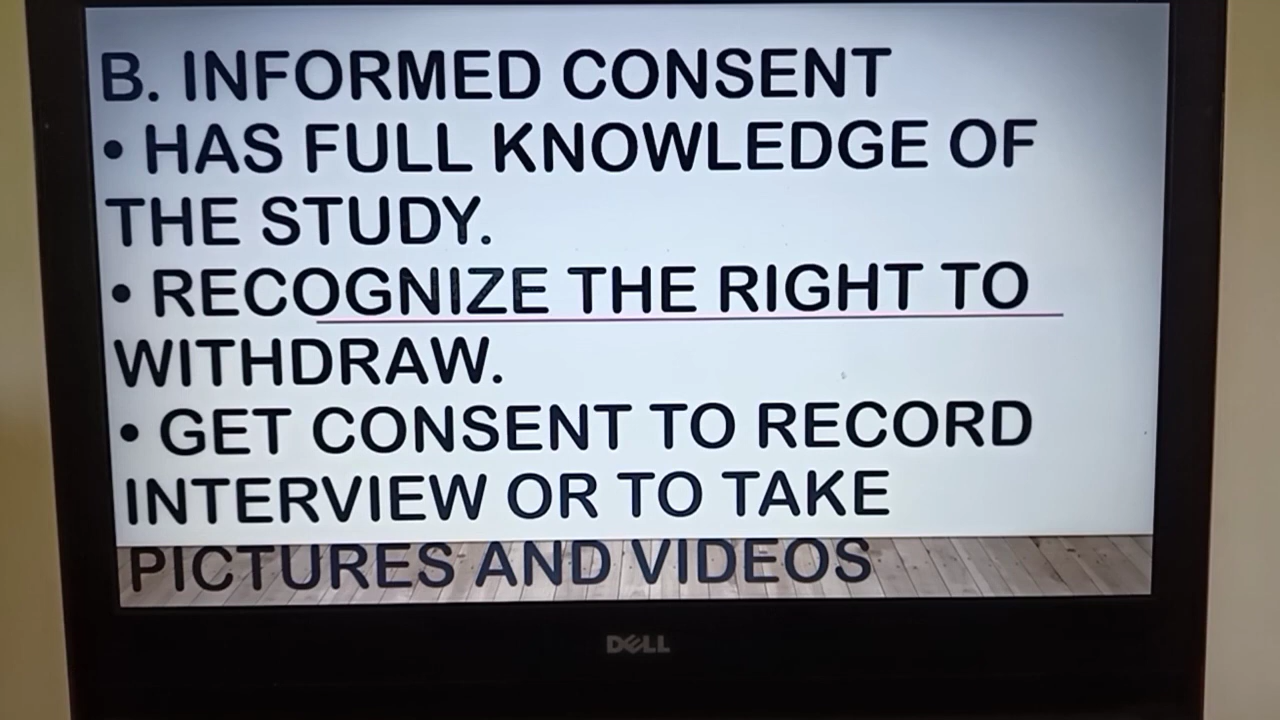 B. INFORMED CONSENT
• HAS FULL KNOWLEDGE OF
THE STUDY.
• RECOGNIZE THE RIGHT TO
WITHDRAW.
• GET CONSENT TO RECORD
INTERVIEW OR TO TAKE
PICTURES AND VIDEOS
DELL